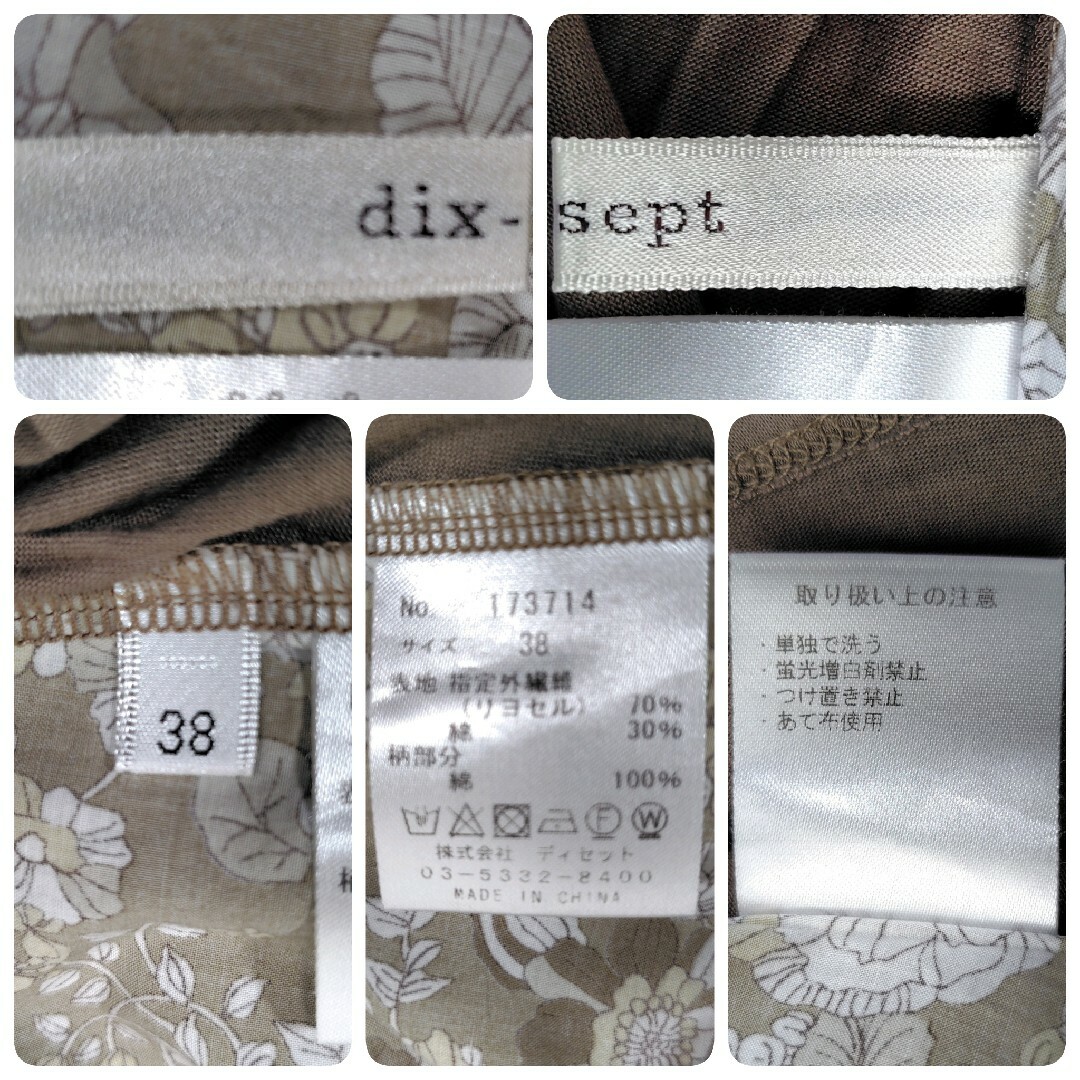 dix-
sept
38
No. 173714
サイズ 38
表地 指定外繊維
(リヨセル) 70%
綿 30%
柄部分
綿 100%
F W
株式会社 ディセット
03-5332-8400
MADE IN CHINA
取り扱い上の注意
・単独で洗う
・蛍光増白剤禁止
・つけ置き禁止
・あて布使用